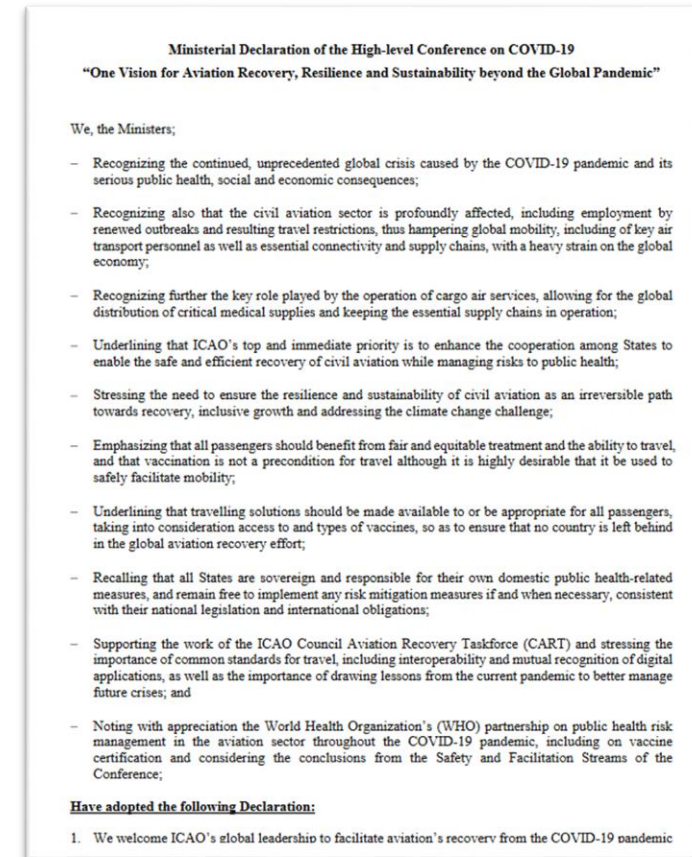 Ministerial Declaration of the High-level Conference on COVID-19
“One Vision for Aviation Recovery, Resilience and Sustainability beyond the Global Pandemic”
We, the Ministers;
– Recognizing the continued, unprecedented global crisis caused by the COVID-19 pandemic and its
serious public health, social and economic consequences;
– Recognizing also that the civil aviation sector is profoundly affected, including employment by
renewed outbreaks and resulting travel restrictions, thus hampering global mobility, including of key air
transport personnel as well as essential connectivity and supply chains, with a heavy strain on the global
economy;
– Recognizing further the key role played by the operation of cargo air services, allowing for the global
distribution of critical medical supplies and keeping the essential supply chains in operation;
– Underlining that ICAO’s top and immediate priority is to enhance the cooperation among States to
enable the safe and efficient recovery of civil aviation while managing risks to public health;
– Stressing the need to ensure the resilience and sustainability of civil aviation as an irreversible path
towards recovery, inclusive growth and addressing the climate change challenge;
– Emphasizing that all passengers should benefit from fair and equitable treatment and the ability to travel,
and that vaccination is not a precondition for travel although it is highly desirable that it be used to
safely facilitate mobility;
– Underlining that travelling solutions should be made available to or be appropriate for all passengers,
taking into consideration access to and types of vaccines, so as to ensure that no country is left behind
in the global aviation recovery effort;
– Recalling that all States are sovereign and responsible for their own domestic public health-related
measures, and remain free to implement any risk mitigation measures if and when necessary, consistent
with their national legislation and international obligations;
– Supporting the work of the ICAO Council Aviation Recovery Taskforce (CART) and stressing the
importance of common standards for travel, including interoperability and mutual recognition of digital
applications, as well as the importance of drawing lessons from the current pandemic to better manage
future crises; and
– Noting with appreciation the World Health Organization’s (WHO) partnership on public health risk
management in the aviation sector throughout the COVID-19 pandemic, including on vaccine
certification and considering the conclusions from the Safety and Facilitation Streams of the
Conference;
Have adopted the following Declaration:
1. We welcome ICAO’s global leadership to facilitate aviation’s recovery from the COVID-19 pandemic